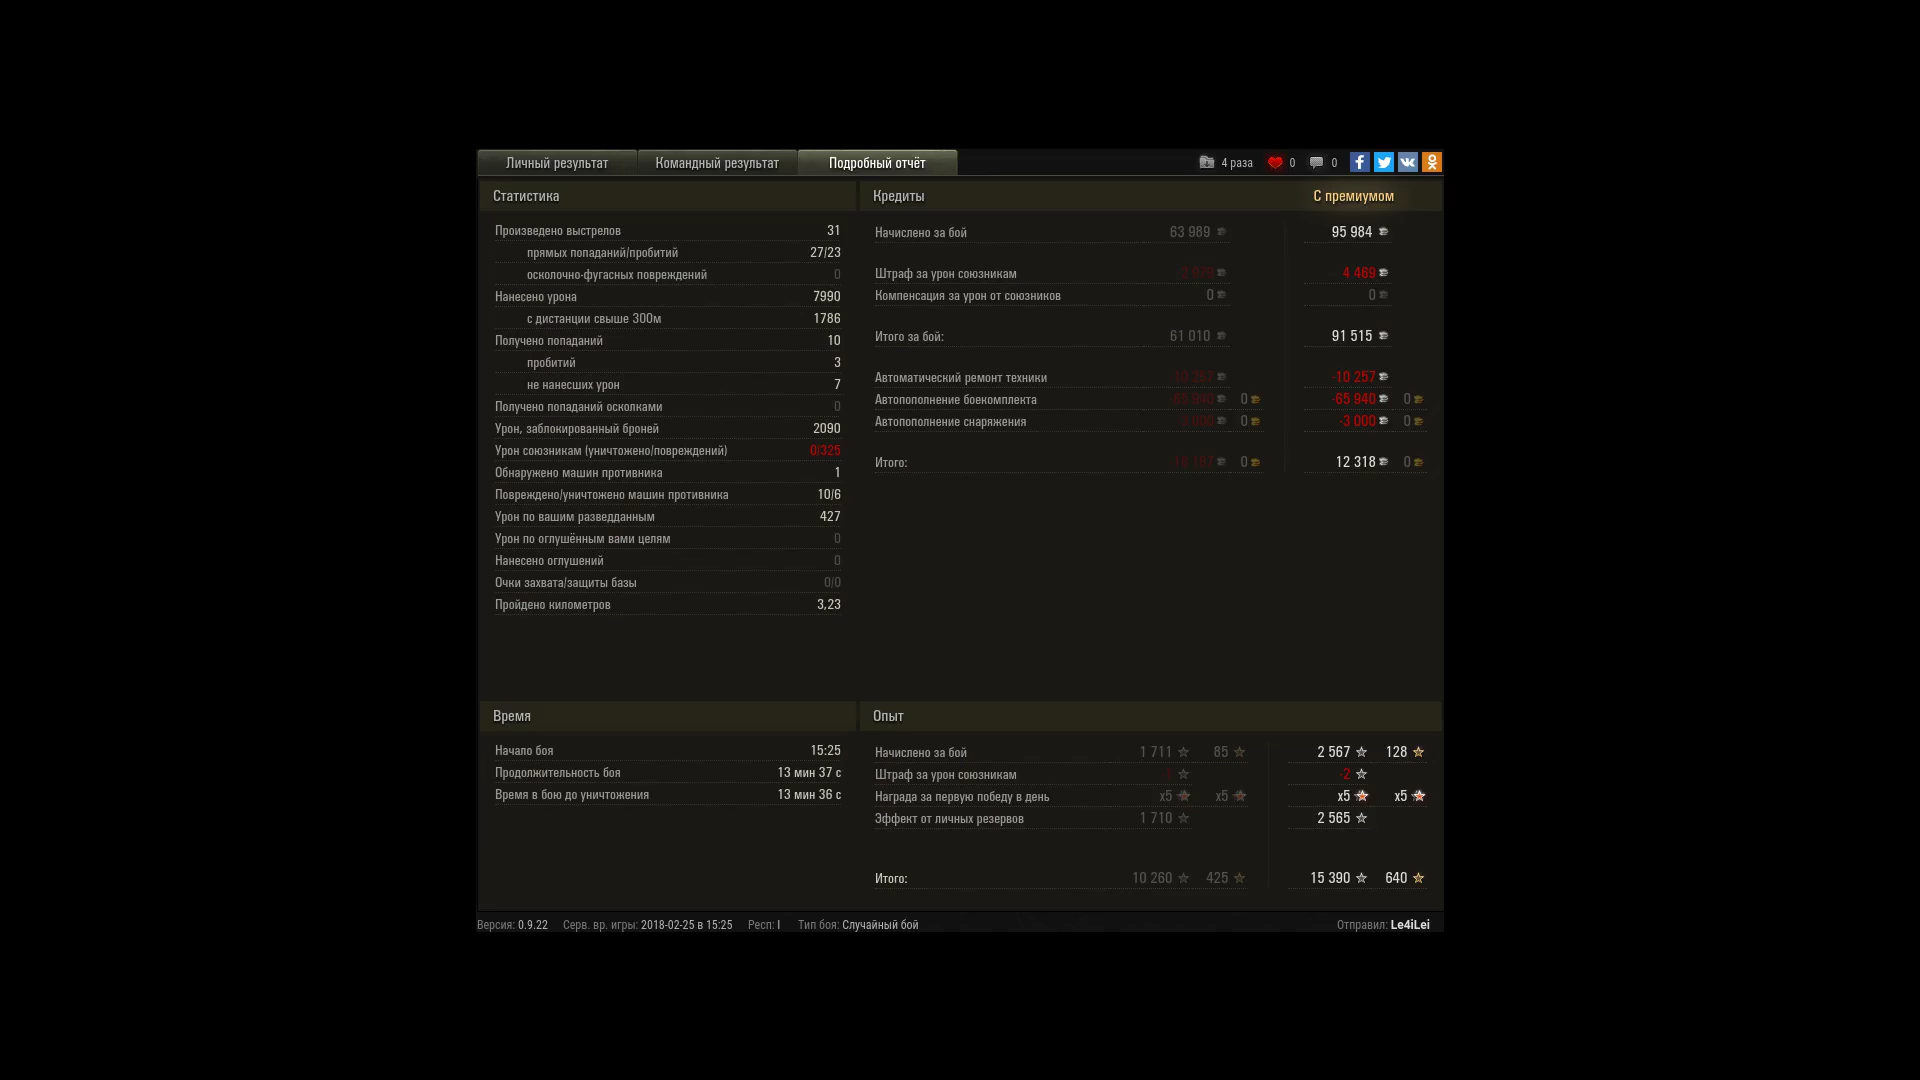 Личный результат Командный результат Подробный отчёт 4 раза 0 0
Статистика
Произведено выстрелов 31
прямых попаданий/пробитий 27/23
осколочно-фугасных повреждений 0
Нанесено урона 7990
с дистанции свыше 300м 1786
Получено попаданий 10
пробитий 3
не нанесших урон 7
Получено попаданий осколками 0
Урон, заблокированный броней 2090
Урон союзникам (уничтожено/повреждений) 0/325
Обнаружено машин противника 1
Повреждено/уничтожено машин противника 10/6
Урон по вашим разведданным 427
Урон по оглушённым вами целям 0
Нанесено оглушений 0
Очки захвата/защиты базы 0/0
Пройдено километров 3,23
Кредиты С премиумом
Начислено за бой 63 989 95 984
Штраф за урон союзникам 4 469
Компенсация за урон от союзников 0 0
Итого за бой: 61 010 91 515
Автоматический ремонт техники -10 257
Автопополнение боекомплекта 0 -65 940 0
Автопополнение снаряжения 0 -3 000 0
Итого: 0 12 318 0
Время
Начало боя 15:25
Продолжительность боя 13 мин 37 с
Время в бою до уничтожения 13 мин 36 с
Опыт
Начислено за бой 1 711 85 2 567 128
Штраф за урон союзникам -2
Награда за первую победу в день x5 x5 x5 x5
Эффект от личных резервов 1 710 2 565
Итого: 10 260 425 15 390 640
Версия: 0.9.22 Серв. вр. игры: 2018-02-25 в 15:25 Респ: I Тип боя: Случайный бой Отправил: Le4iLei